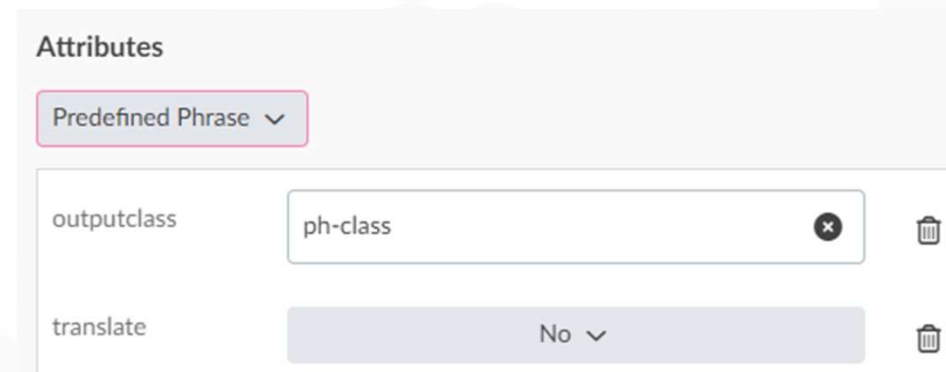 Attributes
Predefined Phrase
outputclass
ph-class
translate
No